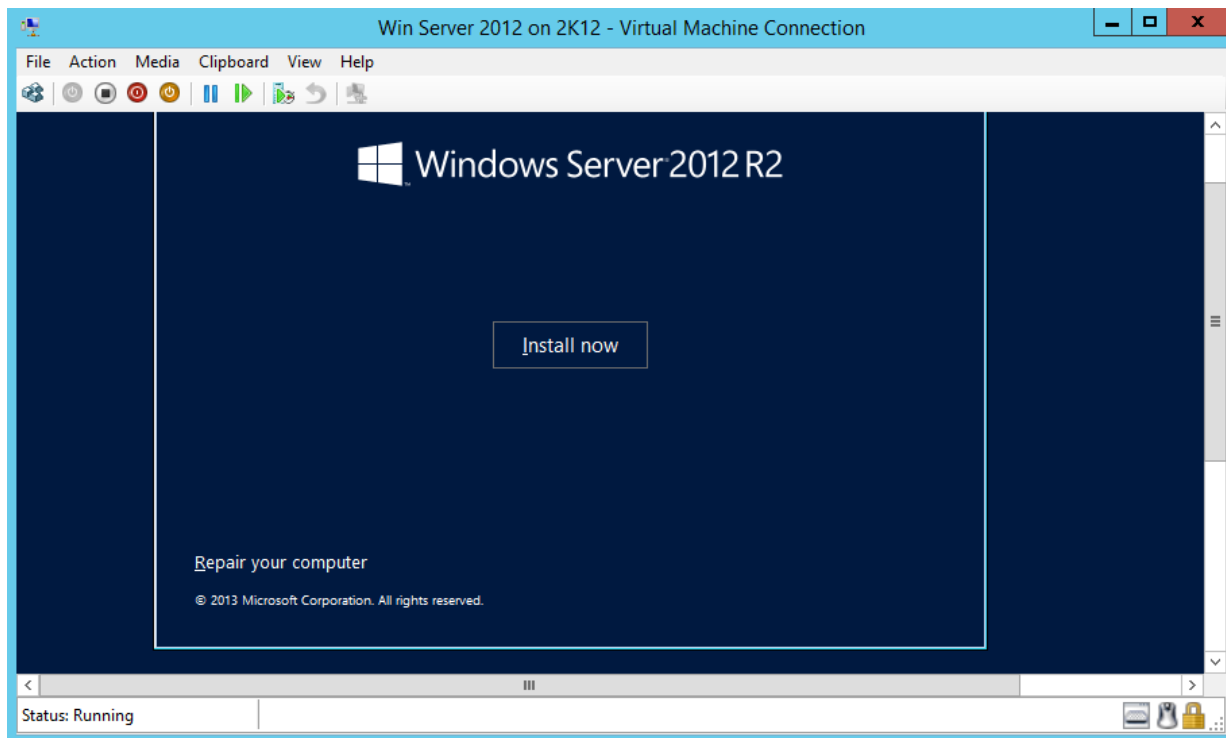 Win Server 2012 on 2K12 - Virtual Machine Connection
File Action Media Clipboard View Help
Windows Server 2012 R2
Install now
Repair your computer
© 2013 Microsoft Corporation. All rights reserved.
Status: Running